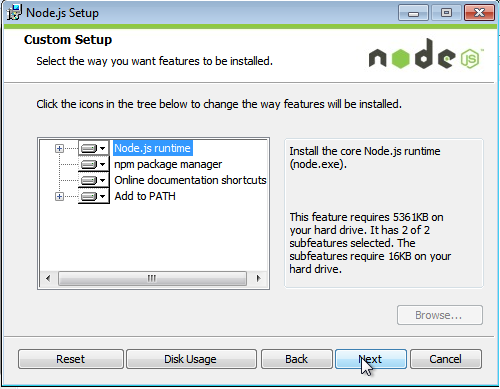 Node.js Setup
Custom Setup
Select the way you want features to be installed.
node
JS
Click the icons in the tree below to change the way features will be installed.
Node.js runtime
npm package manager
Online documentation shortcuts
Add to PATH
Install the core Node.js runtime
(node.exe).
This feature requires 5361KB on
your hard drive. It has 2 of 2
subfeatures selected. The
subfeatures require 16KB on your
hard drive.
Browse...
Reset
Disk Usage
Back
Next
Cancel